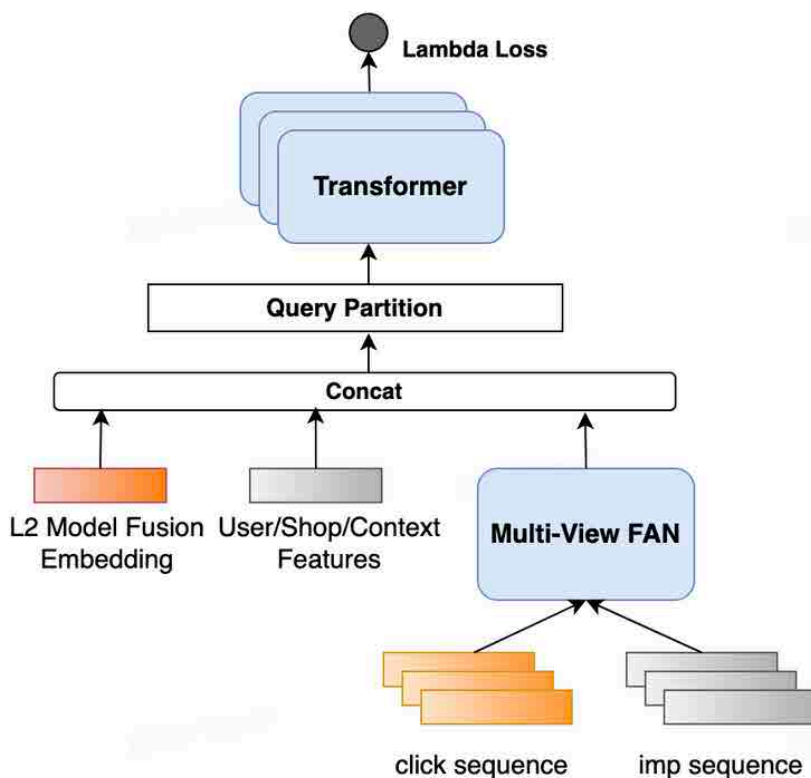 Lambda Loss
Transformer
Query Partition
Concat
L2 Model Fusion
Embedding
User/Shop/Context
Features
Multi-View FAN
click sequence
imp sequence